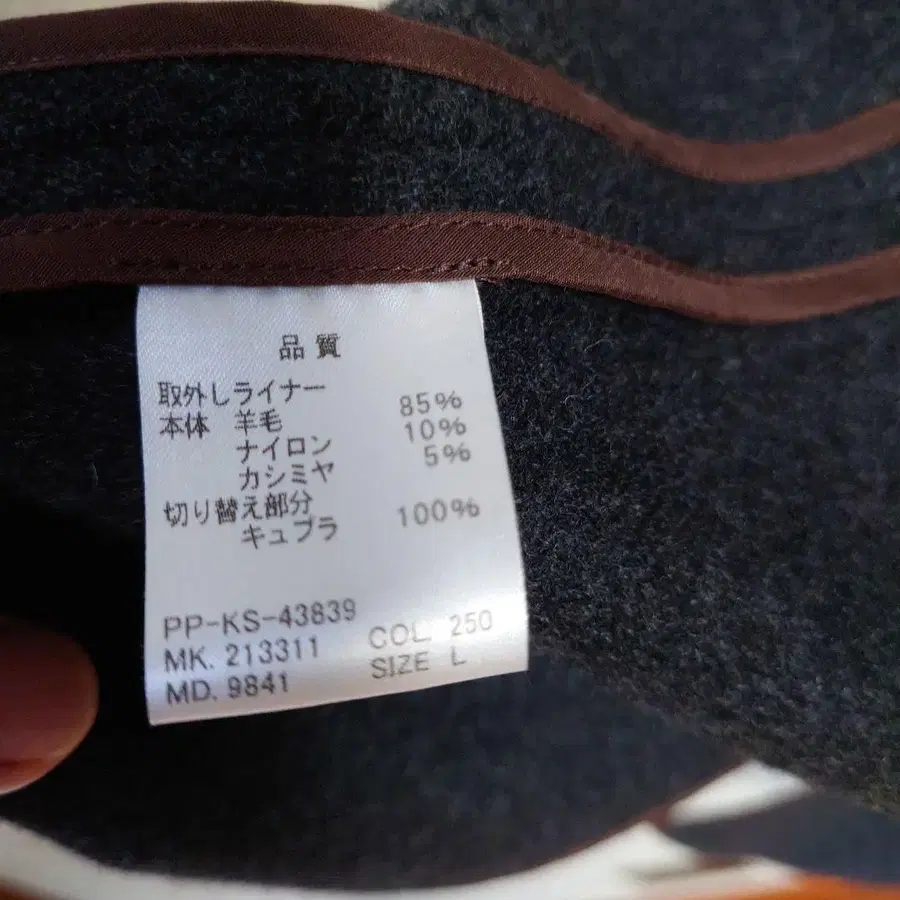 品質
取外しライナー
本体 羊毛 85%
ナイロン 10%
カシミヤ 5%
切り替え部分
キュプラ 100%
PP-KS-43839
MK. 213311 COL. 250
MD. 9841 SIZE L